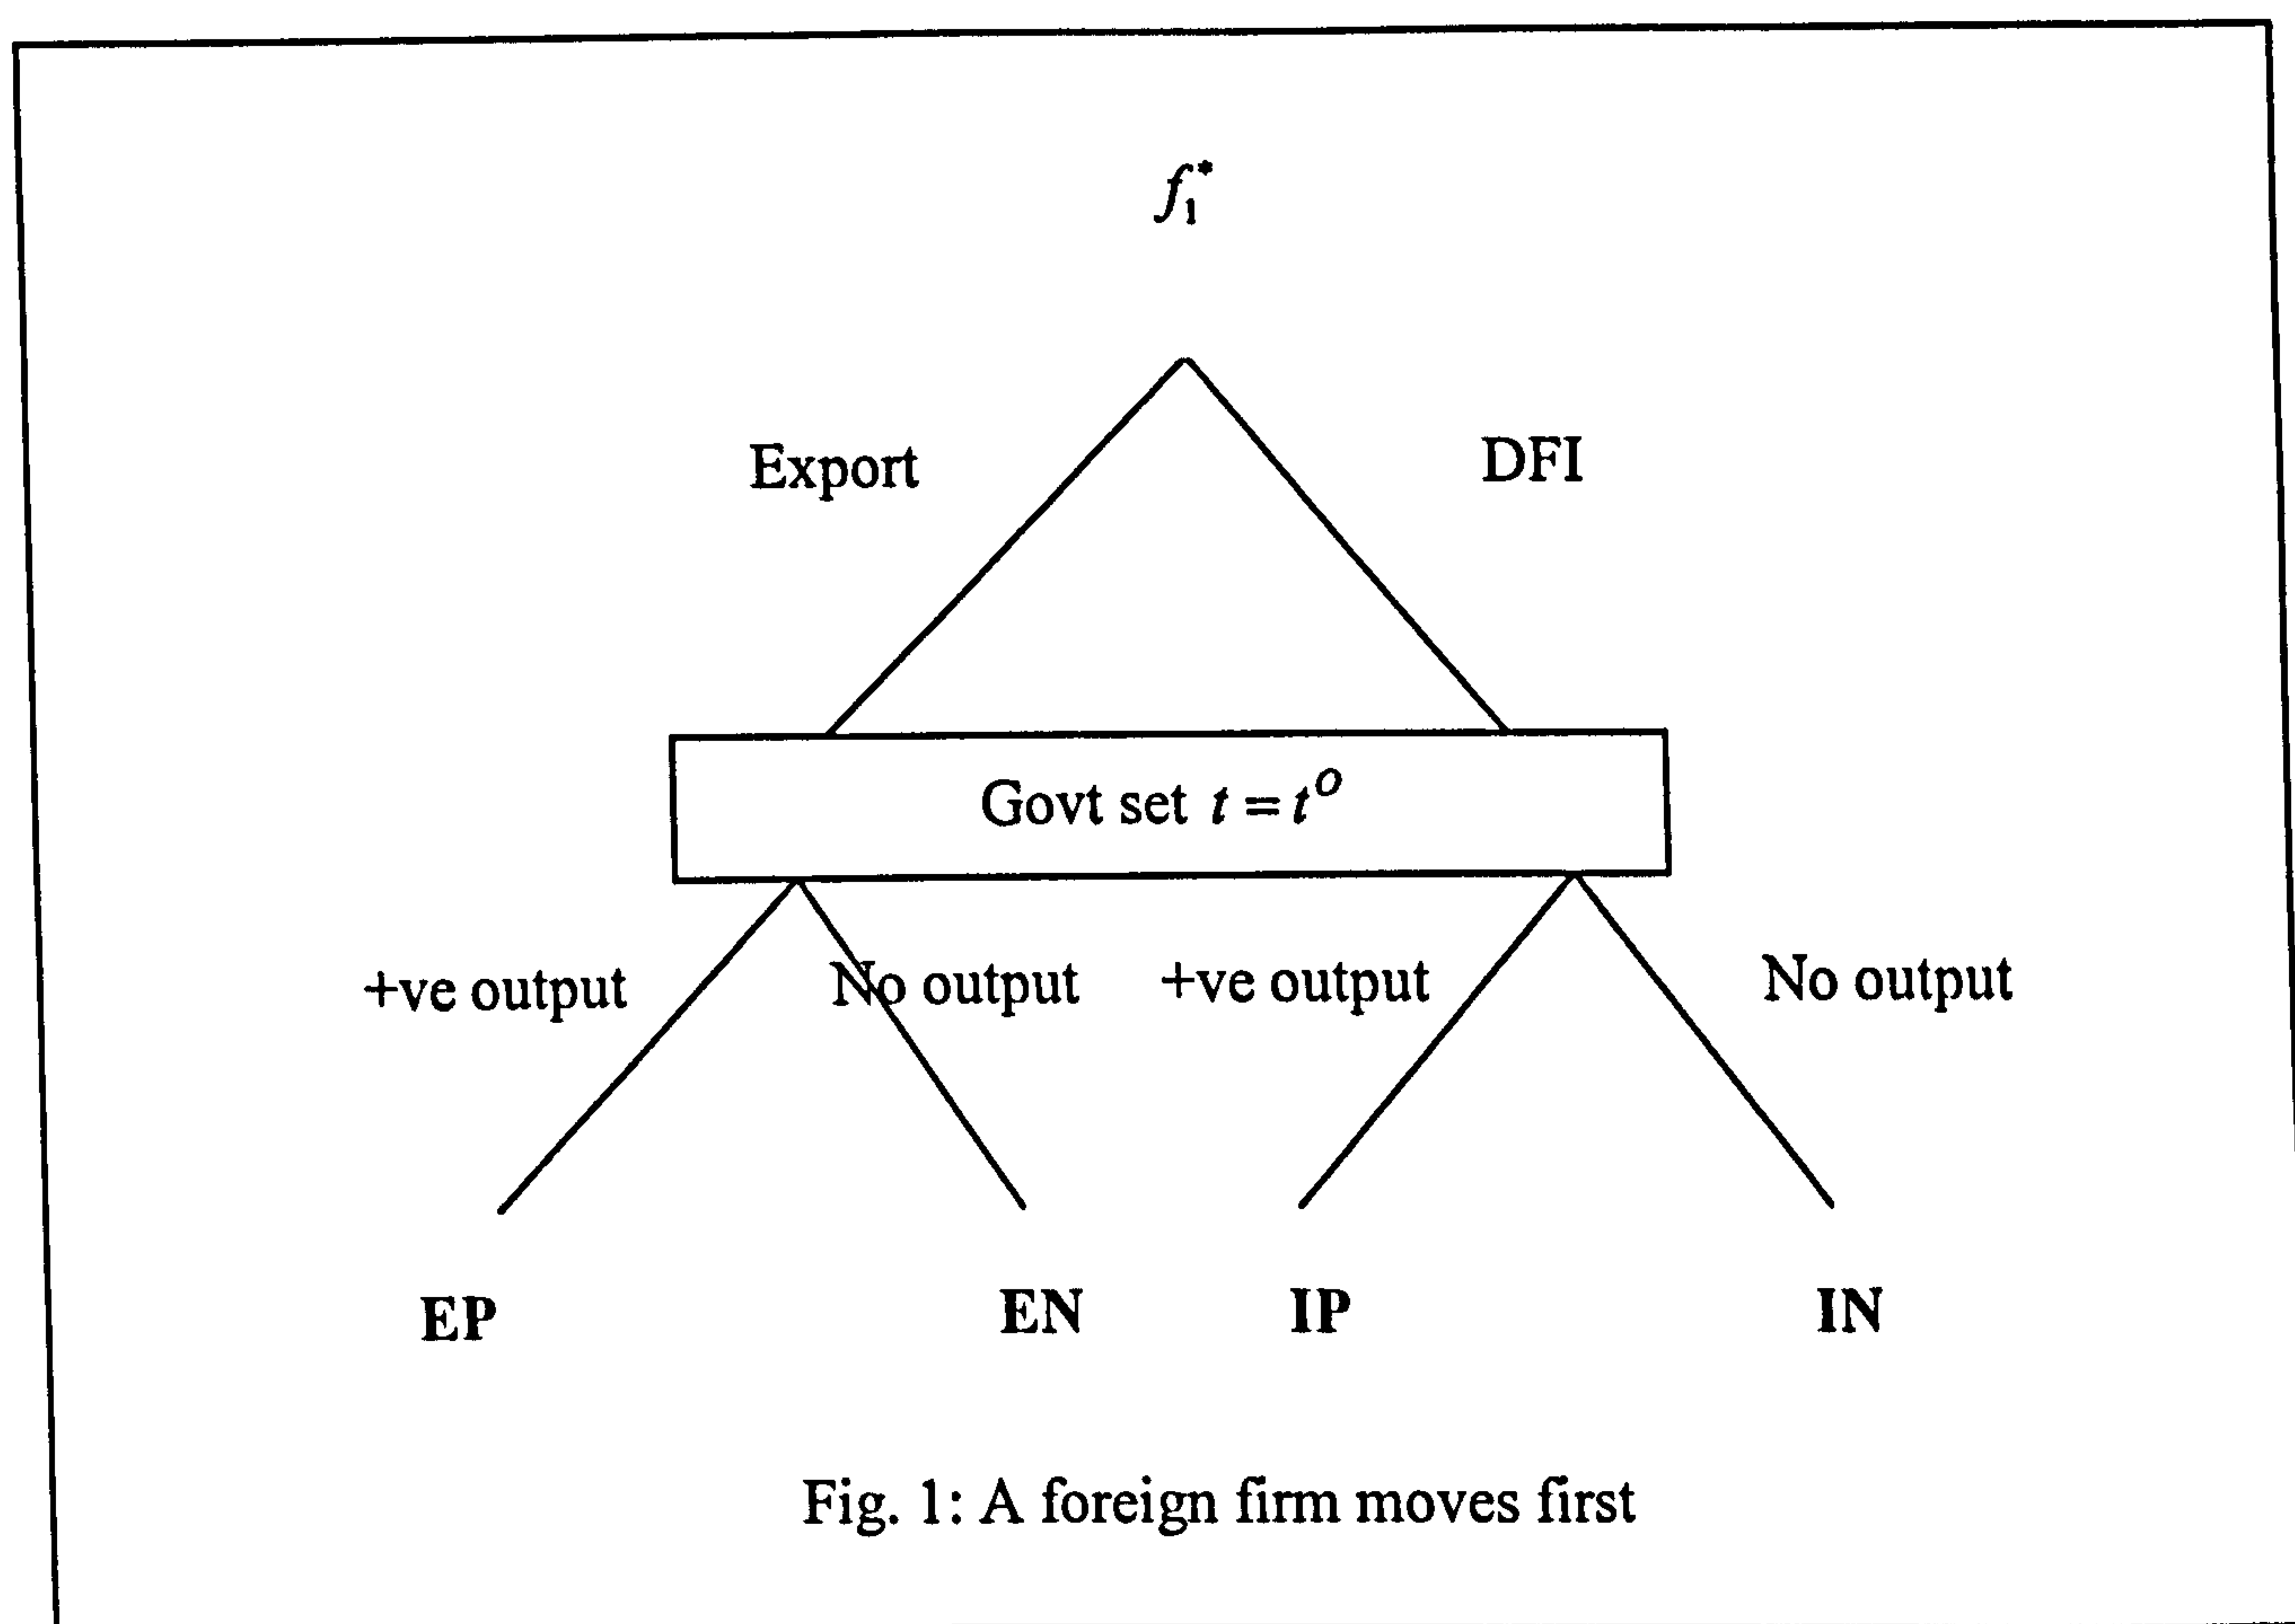 f₁*
Export DFI
Govt set t = t⁰
+ve output No output +ve output No output
EP EN IP IN
Fig. 1: A foreign firm moves first